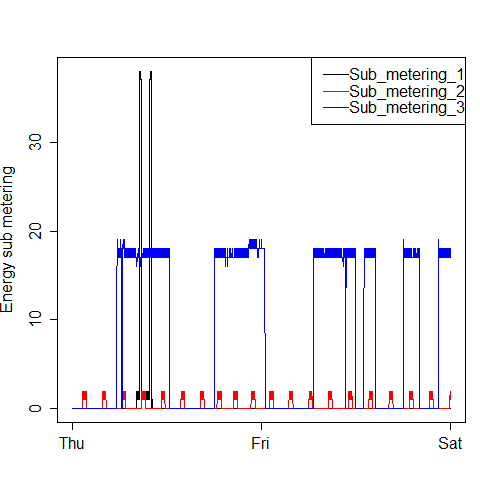 Sub_metering_1
Sub_metering_2
Sub_metering_3
Energy sub metering
30
20
10
0
Thu
Fri
Sat